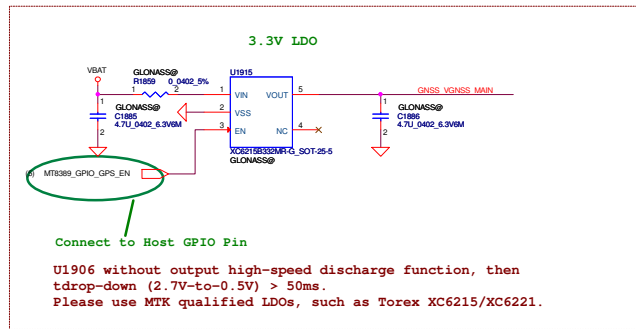 3.3V LDO
VBAT
GLONASS@
R1859 0_0402_5%
1 2
U1915
1 VIN VOUT 5
GNSS_VGNSS_MAIN
2 VSS
3 EN NC 4
XC6215B332MR-G_SOT-25-5
GLONASS@
1
GLONASS@
C1885
4.7U_0402_6.3V6M
2
1
GLONASS@
C1886
4.7U_0402_6.3V6M
2
MT8389_GPIO_GPS_EN
Connect to Host GPIO Pin
U1906 without output high-speed discharge function, then
tdrop-down (2.7V-to-0.5V) > 50ms.
Please use MTK qualified LDOs, such as Torex XC6215/XC6221.